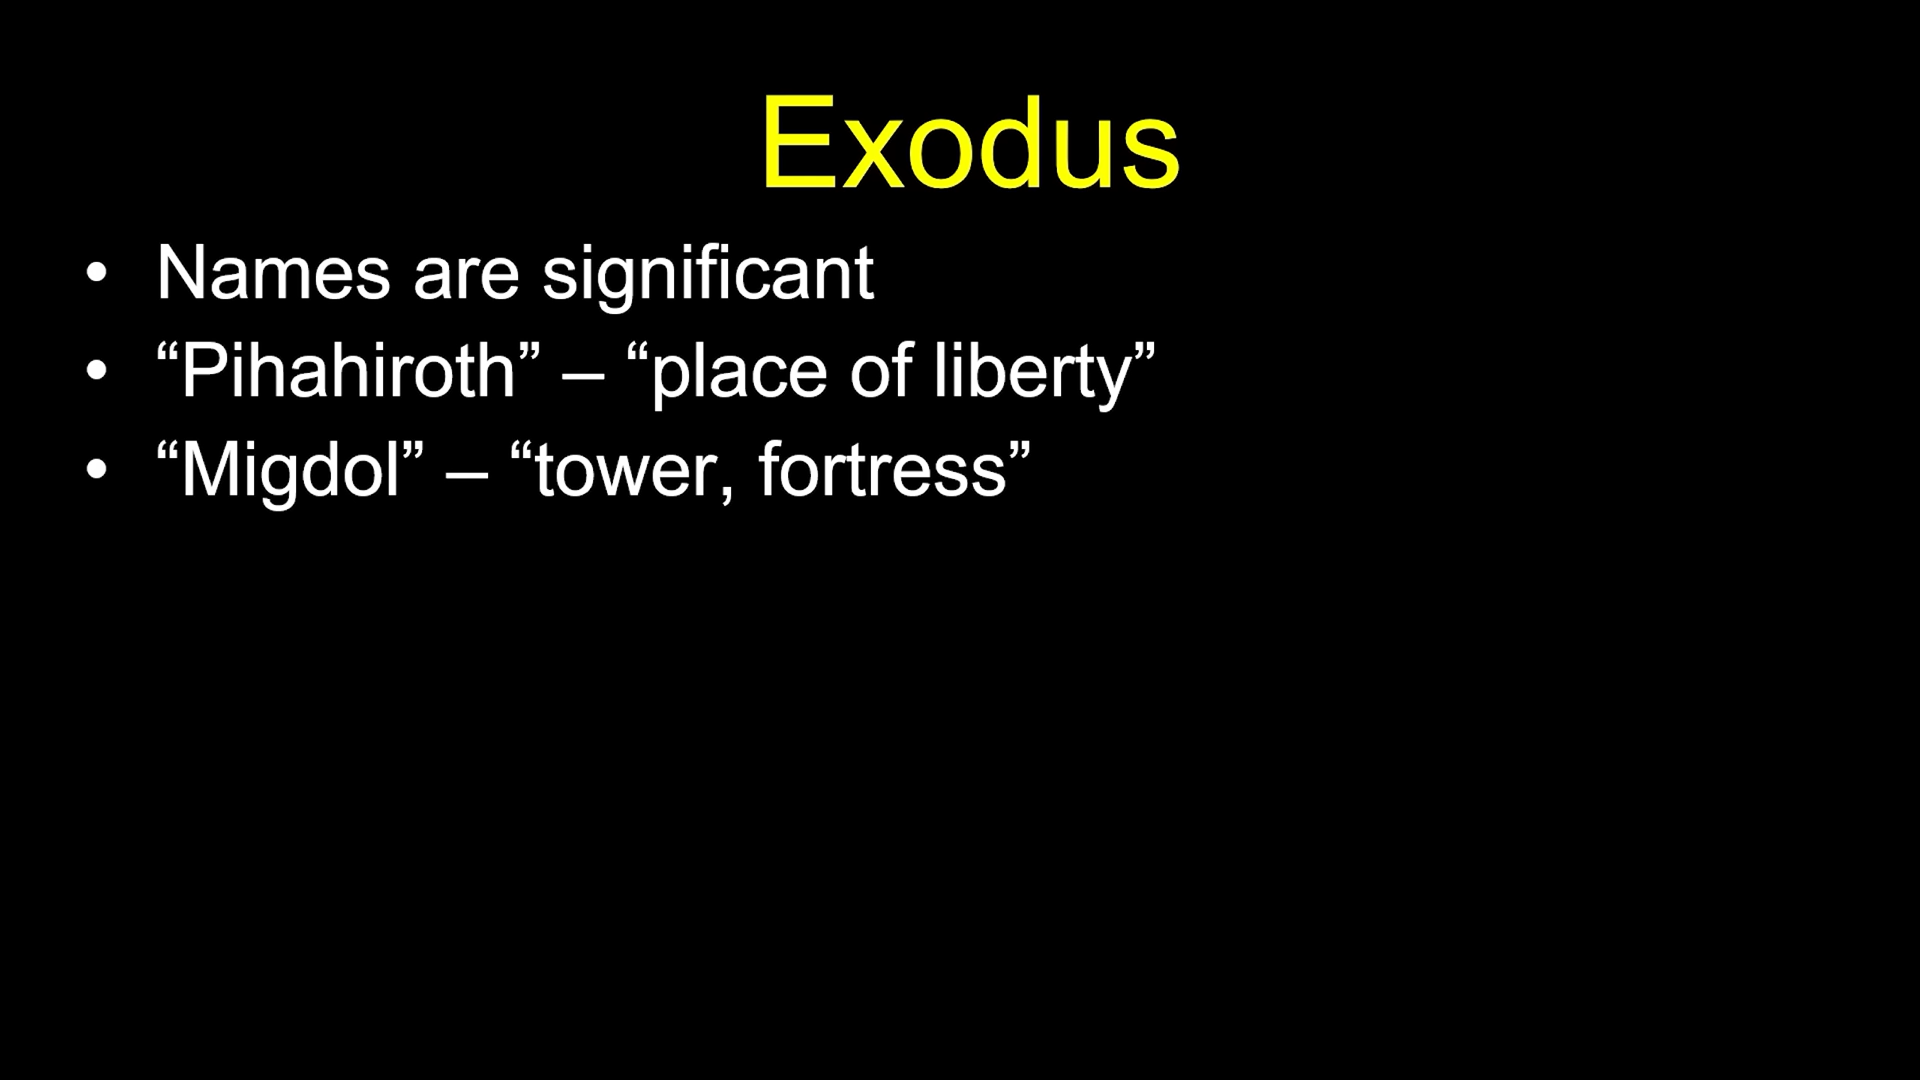 Exodus
• Names are significant
• “Pihahiroth” – “place of liberty”
• “Migdol” – “tower, fortress”